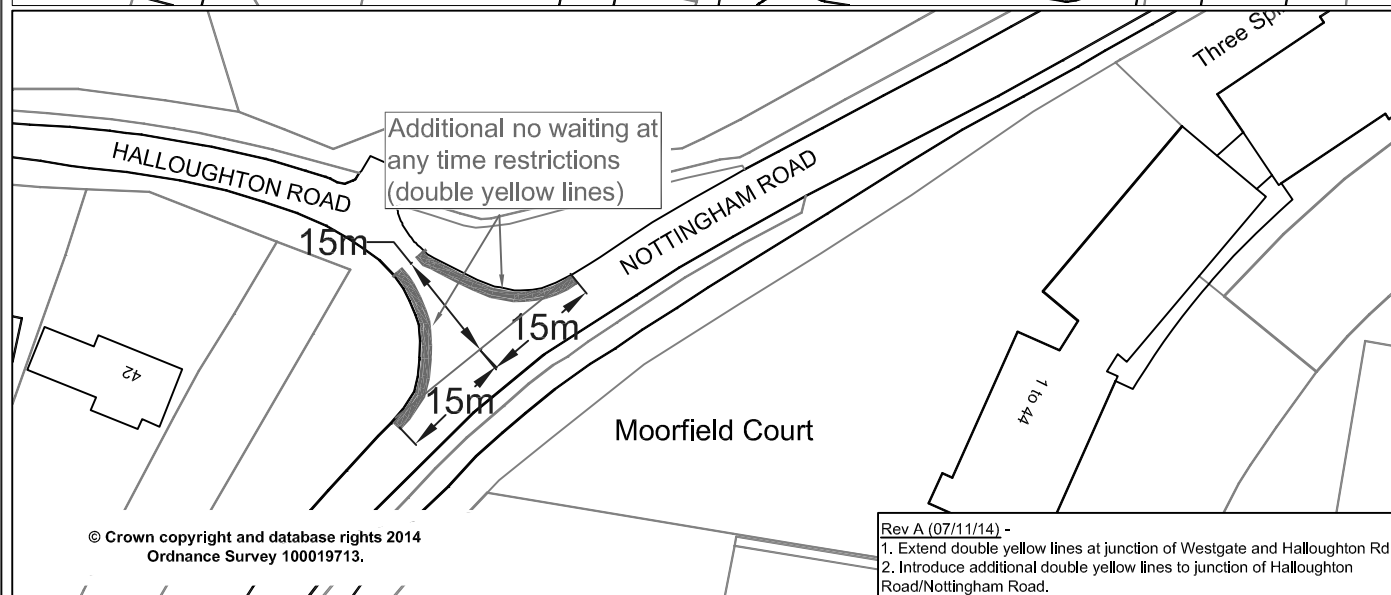 Three
Additional no waiting at
any time restrictions
(double yellow lines)
HALLOUGHTON ROAD
NOTTINGHAM ROAD
15m
15m
15m
42
1 to 44
Moorfield Court
© Crown copyright and database rights 2014
Ordnance Survey 100019713.
Rev A (07/11/14) -
1. Extend double yellow lines at junction of Westgate and Halloughton Rd
2. Introduce additional double yellow lines to junction of Halloughton
Road/Nottingham Road.